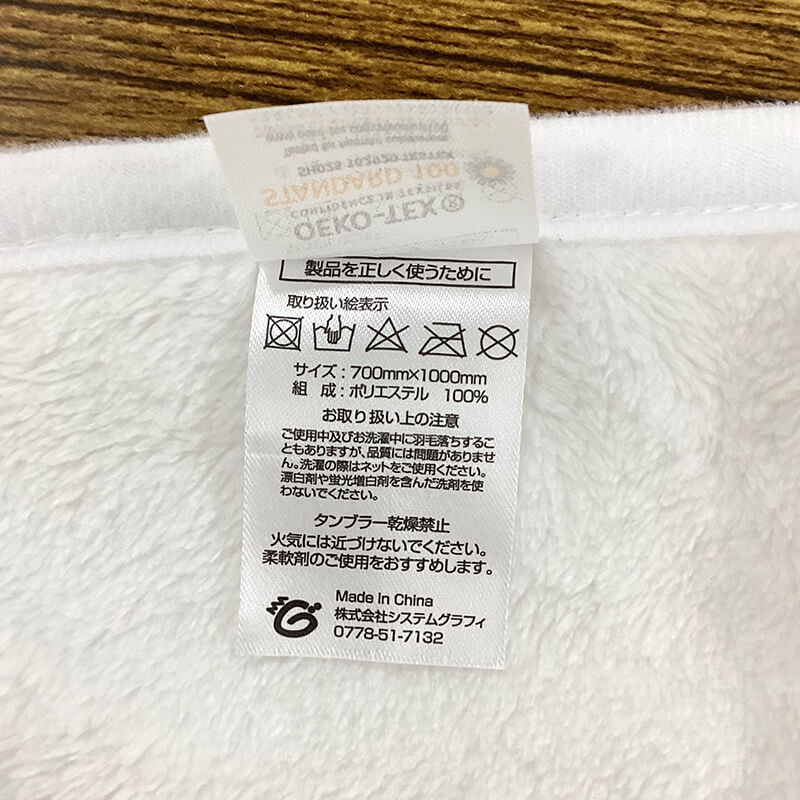 OEKO-TEX®
CONFIDENCE IN TEXTILES
STANDARD 100
SH025 162920 TESTEX
Tested for harmful substances
製品を正しく使うために
取り扱い絵表示
サイズ：700mm×1000mm
組　成：ポリエステル　100%
お取り扱い上の注意
ご使用中及びお洗濯中に羽毛落ちするこ
ともありますが、品質には問題がありませ
ん。洗濯の際はネットをご使用ください。
漂白剤や蛍光増白剤を含んだ洗剤を使
わないでください。
タンブラー乾燥禁止
火気には近づけないでください。
柔軟剤のご使用をおすすめします。
Made in China
株式会社システムグラフィ
0778-51-7132